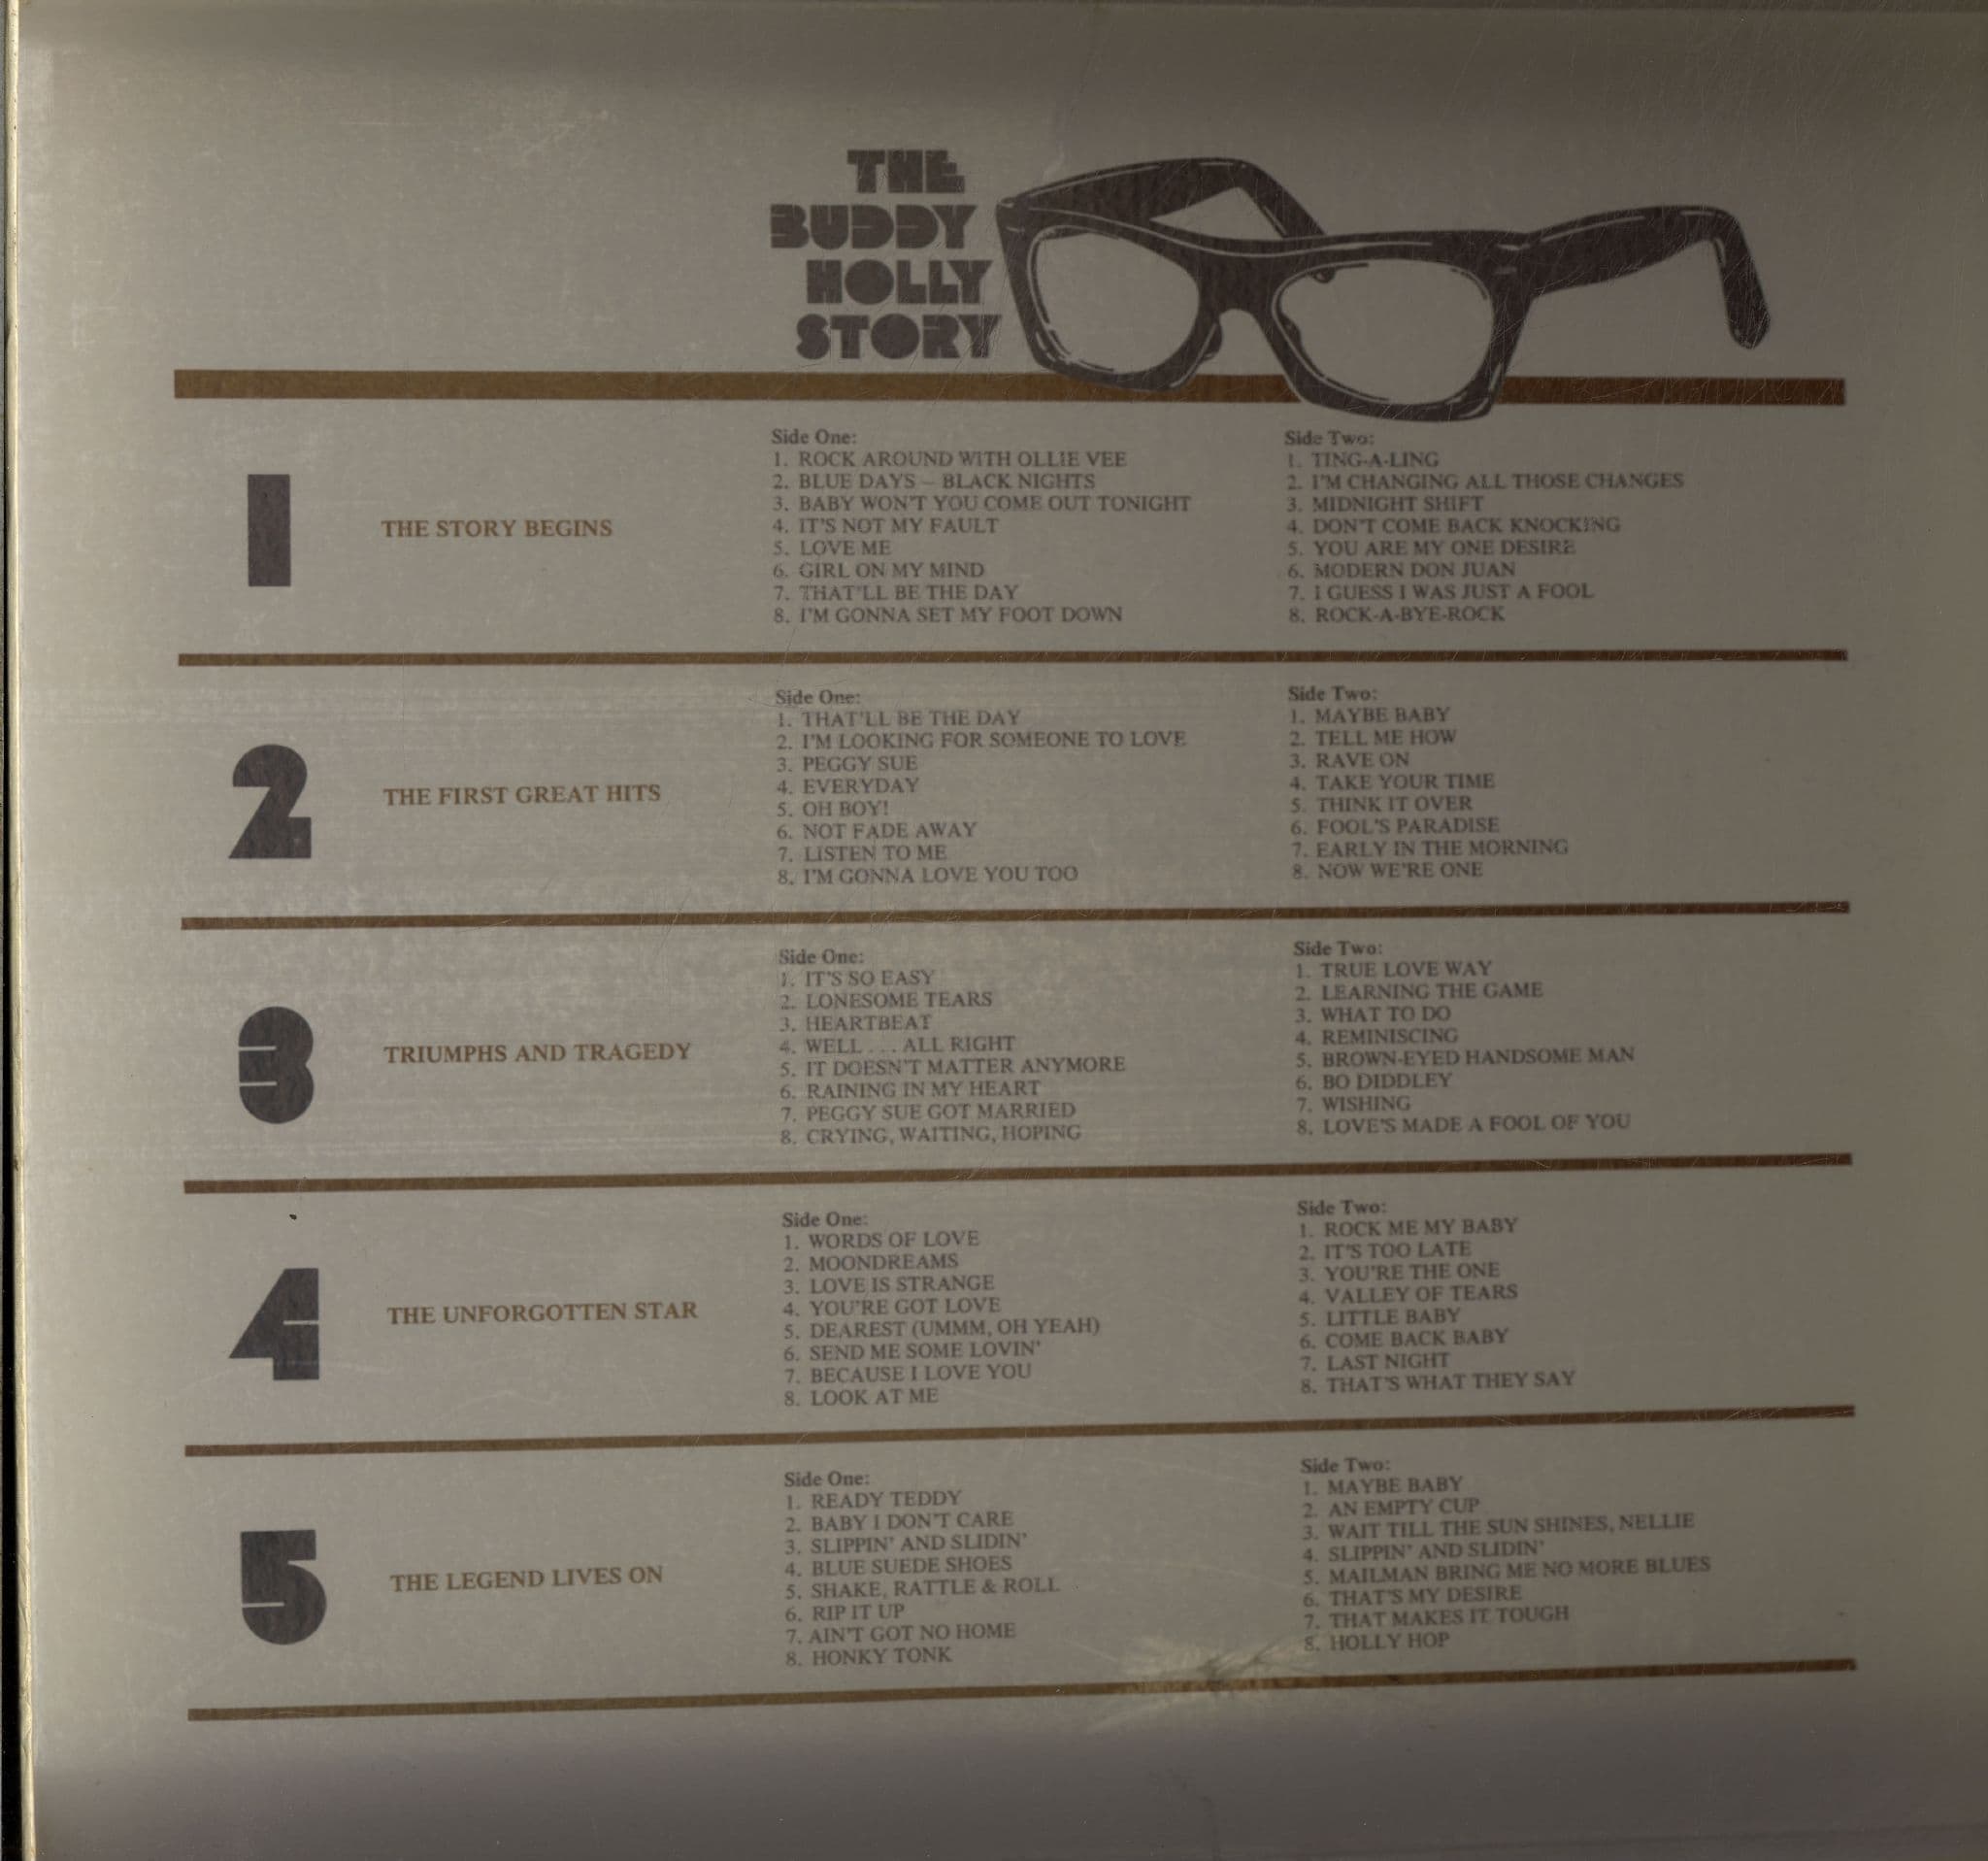 THE
BUDDY
HOLLY
STORY
1
THE STORY BEGINS
Side One:
1. ROCK AROUND WITH OLLIE VEE
2. BLUE DAYS – BLACK NIGHTS
3. BABY WON'T YOU COME OUT TONIGHT
4. IT'S NOT MY FAULT
5. LOVE ME
6. GIRL ON MY MIND
7. THAT'LL BE THE DAY
8. I'M GONNA SET MY FOOT DOWN
Side Two:
1. TING-A-LING
2. I'M CHANGING ALL THOSE CHANGES
3. MIDNIGHT SHIFT
4. DON'T COME BACK KNOCKING
5. YOU ARE MY ONE DESIRE
6. MODERN DON JUAN
7. I GUESS I WAS JUST A FOOL
8. ROCK-A-BYE-ROCK
2
THE FIRST GREAT HITS
Side One:
1. THAT'LL BE THE DAY
2. I'M LOOKING FOR SOMEONE TO LOVE
3. PEGGY SUE
4. EVERYDAY
5. OH BOY!
6. NOT FADE AWAY
7. LISTEN TO ME
8. I'M GONNA LOVE YOU TOO
Side Two:
1. MAYBE BABY
2. TELL ME HOW
3. RAVE ON
4. TAKE YOUR TIME
5. THINK IT OVER
6. FOOL'S PARADISE
7. EARLY IN THE MORNING
8. NOW WE'RE ONE
3
TRIUMPHS AND TRAGEDY
Side One:
1. IT'S SO EASY
2. LONESOME TEARS
3. HEARTBEAT
4. WELL . . . ALL RIGHT
5. IT DOESN'T MATTER ANYMORE
6. RAINING IN MY HEART
7. PEGGY SUE GOT MARRIED
8. CRYING, WAITING, HOPING
Side Two:
1. TRUE LOVE WAY
2. LEARNING THE GAME
3. WHAT TO DO
4. REMINISCING
5. BROWN-EYED HANDSOME MAN
6. BO DIDDLEY
7. WISHING
8. LOVE'S MADE A FOOL OF YOU
4
THE UNFORGOTTEN STAR
Side One:
1. WORDS OF LOVE
2. MOONDREAMS
3. LOVE IS STRANGE
4. YOU'RE GOT LOVE
5. DEAREST (UMMM, OH YEAH)
6. SEND ME SOME LOVIN'
7. BECAUSE I LOVE YOU
8. LOOK AT ME
Side Two:
1. ROCK ME MY BABY
2. IT'S TOO LATE
3. YOU'RE THE ONE
4. VALLEY OF TEARS
5. LITTLE BABY
6. COME BACK BABY
7. LAST NIGHT
8. THAT'S WHAT THEY SAY
5
THE LEGEND LIVES ON
Side One:
1. READY TEDDY
2. BABY I DON'T CARE
3. SLIPPIN' AND SLIDIN'
4. BLUE SUEDE SHOES
5. SHAKE, RATTLE & ROLL
6. RIP IT UP
7. AIN'T GOT NO HOME
8. HONKY TONK
Side Two:
1. MAYBE BABY
2. AN EMPTY CUP
3. WAIT TILL THE SUN SHINES, NELLIE
4. SLIPPIN' AND SLIDIN'
5. MAILMAN BRING ME NO MORE BLUES
6. THAT'S MY DESIRE
7. THAT MAKES IT TOUGH
8. HOLLY HOP